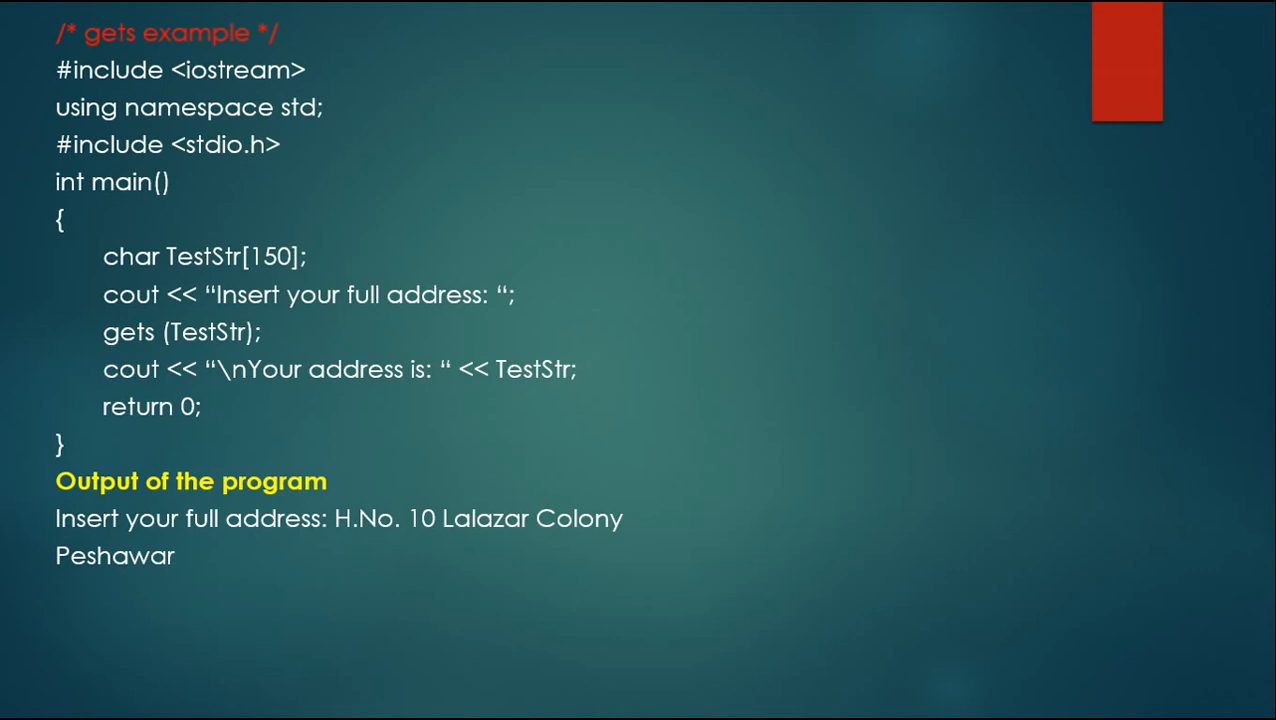 /* gets example */
#include <iostream>
using namespace std;
#include <stdio.h>
int main()
{
char TestStr[150];
cout << “Insert your full address: “;
gets (TestStr);
cout << “\nYour address is: “ << TestStr;
return 0;
}
Output of the program
Insert your full address: H.No. 10 Lalazar Colony
Peshawar